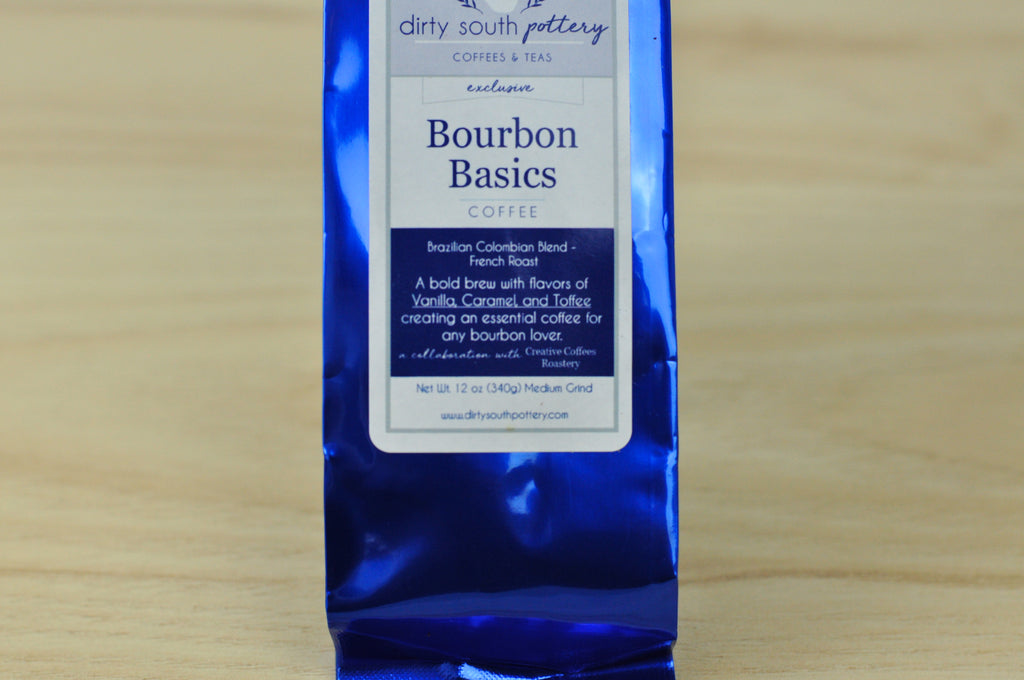 dirty south pottery
COFFEES & TEAS
exclusive
Bourbon
Basics
COFFEE
Brazilian Colombian Blend -
French Roast
A bold brew with flavors of
Vanilla, Caramel, and Toffee
creating an essential coffee for
any bourbon lover.
a collaboration with Creative Coffees
Roastery
Net Wt. 12 oz (340g) Medium Grind
www.dirtysouthpottery.com